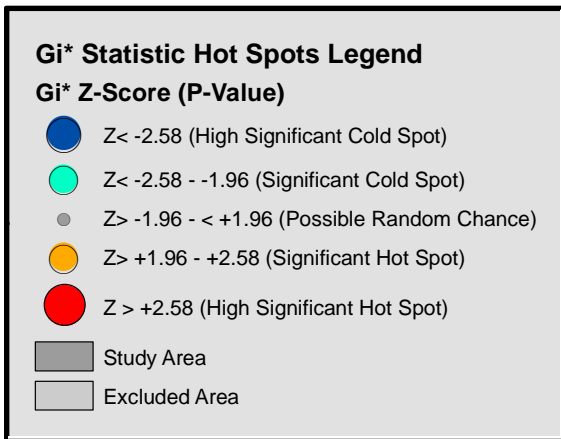 Gi* Statistic Hot Spots Legend
Gi* Z-Score (P-Value)
Z< -2.58 (High Significant Cold Spot)
Z< -2.58 - -1.96 (Significant Cold Spot)
Z> -1.96 - < +1.96 (Possible Random Chance)
Z> +1.96 - +2.58 (Significant Hot Spot)
Z > +2.58 (High Significant Hot Spot)
Study Area
Excluded Area